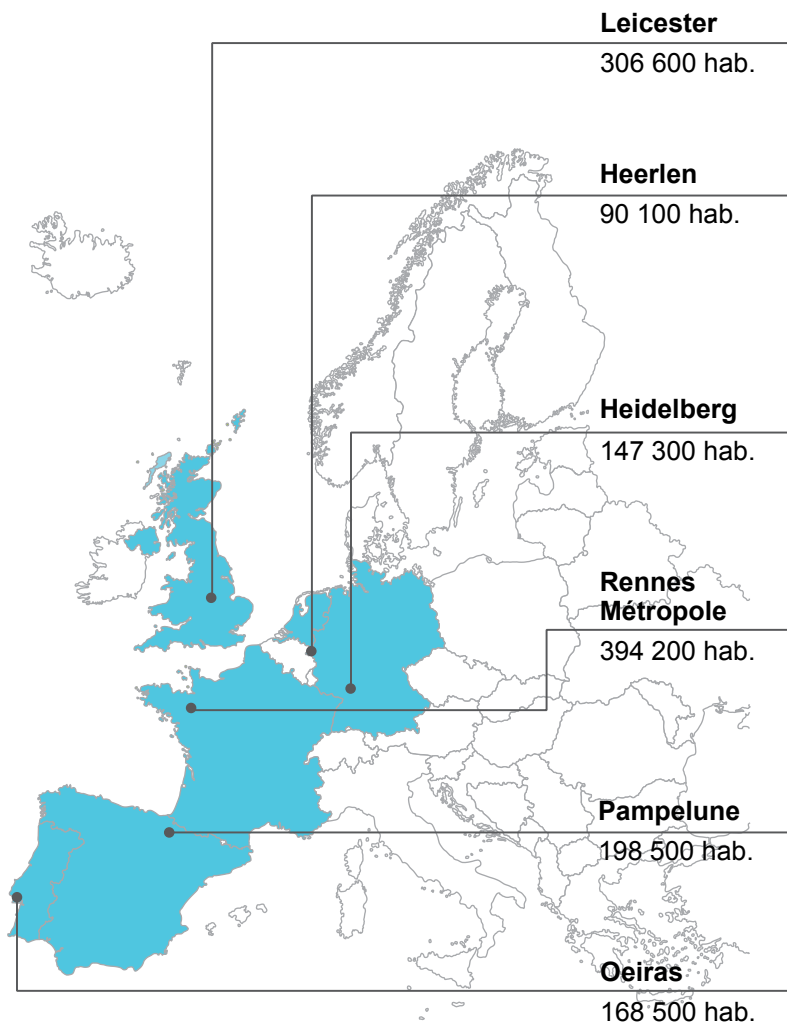 Leicester
306 600 hab.
Heerlen
90 100 hab.
Heidelberg
147 300 hab.
Rennes
Métropole
394 200 hab.
Pampelune
198 500 hab.
Oeiras
168 500 hab.